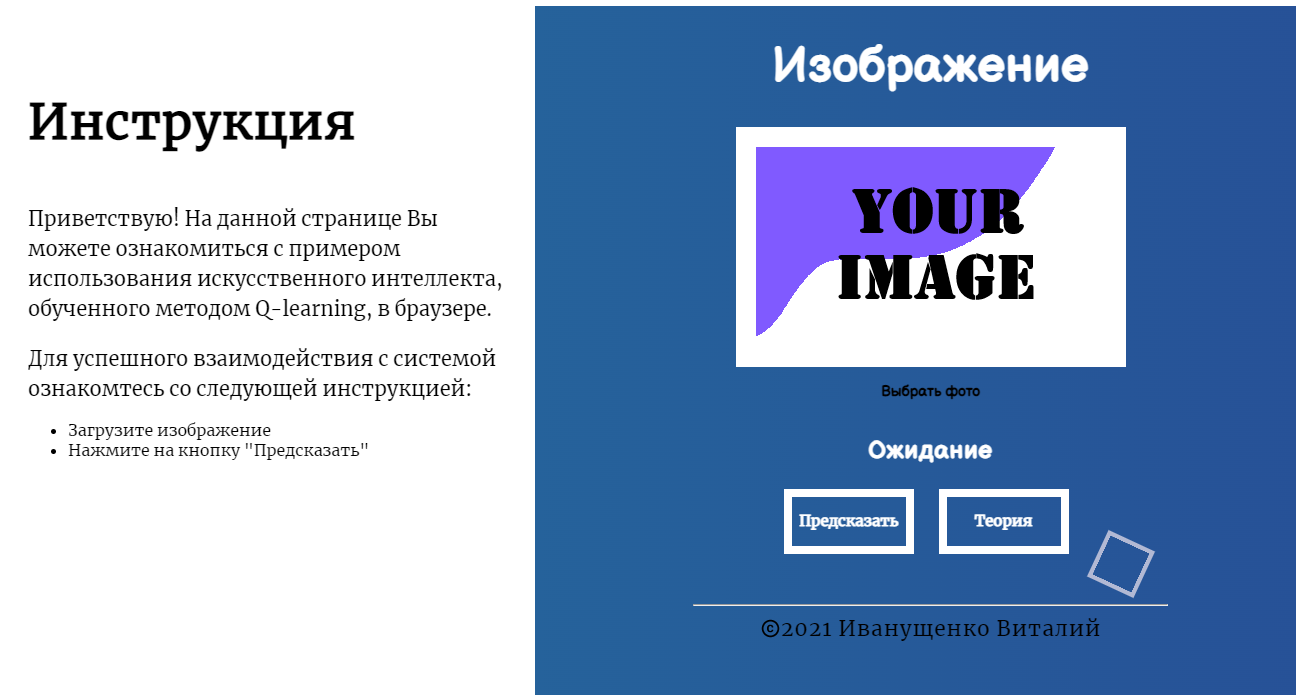 Инструкция
Приветствую! На данной странице Вы
можете ознакомиться с примером
использования искусственного интеллекта,
обученного методом Q-learning, в браузере.
Для успешного взаимодействия с системой
ознакомтесь со следующей инструкцией:
• Загрузите изображение
• Нажмите на кнопку "Предсказать"
Изображение
YOUR
IMAGE
Выбрать фото
Ожидание
Предсказать
Теория
©2021 Иванущенко Виталий